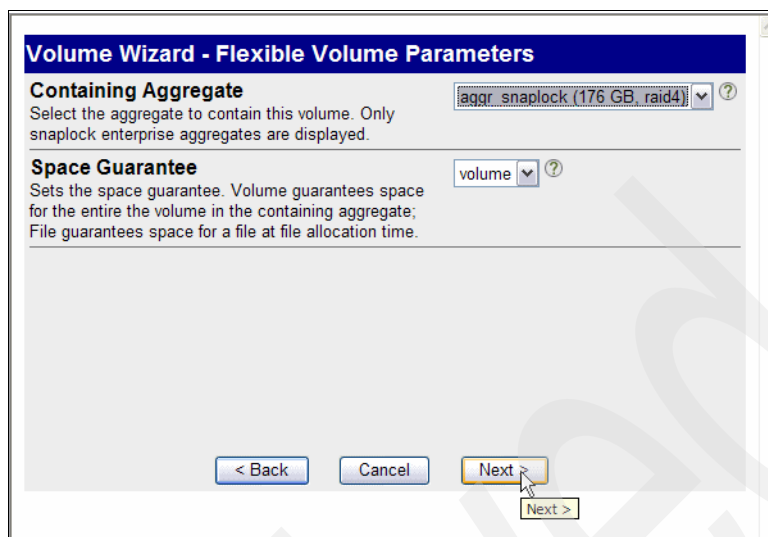 Volume Wizard - Flexible Volume Parameters
Containing Aggregate
Select the aggregate to contain this volume. Only
snaplock enterprise aggregates are displayed.
aggr_snaplock (176 GB, raid4)
?
Space Guarantee
Sets the space guarantee. Volume guarantees space
for the entire the volume in the containing aggregate;
File guarantees space for a file at file allocation time.
volume
?
< Back
Cancel
Next >
Next >